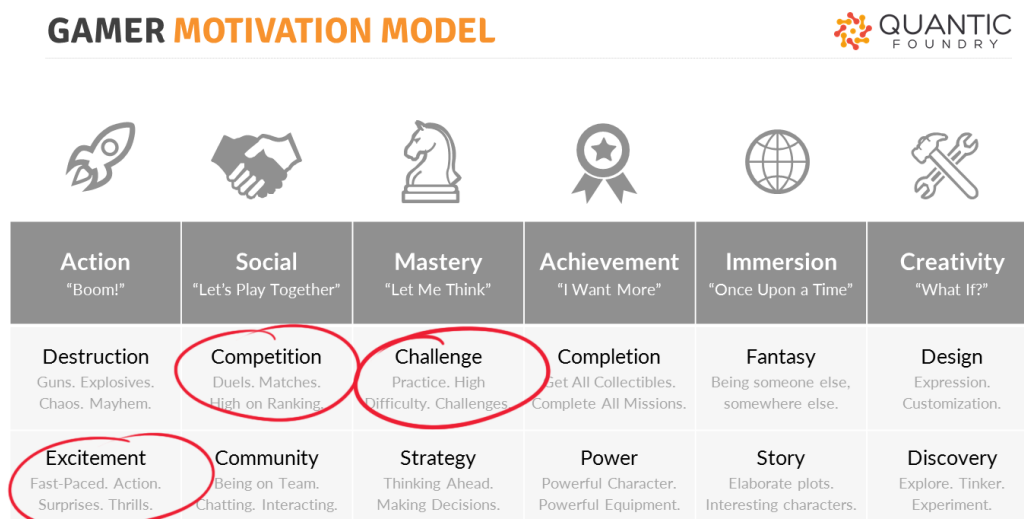 GAMER MOTIVATION MODEL
QUANTIC
FOUNDRY
Action
"Boom!"
Social
"Let's Play Together"
Mastery
"Let Me Think"
Achievement
"I Want More"
Immersion
"Once Upon a Time"
Creativity
"What If?"
Destruction
Guns. Explosives.
Chaos. Mayhem.
Competition
Duels. Matches.
High on Ranking.
Challenge
Practice. High
Difficulty. Challenges.
Completion
Get All Collectibles.
Complete All Missions.
Fantasy
Being someone else,
somewhere else.
Design
Expression.
Customization.
Excitement
Fast-Paced. Action.
Surprises. Thrills.
Community
Being on Team.
Chatting. Interacting.
Strategy
Thinking Ahead.
Making Decisions.
Power
Powerful Character.
Powerful Equipment.
Story
Elaborate plots.
Interesting characters.
Discovery
Explore. Tinker.
Experiment.